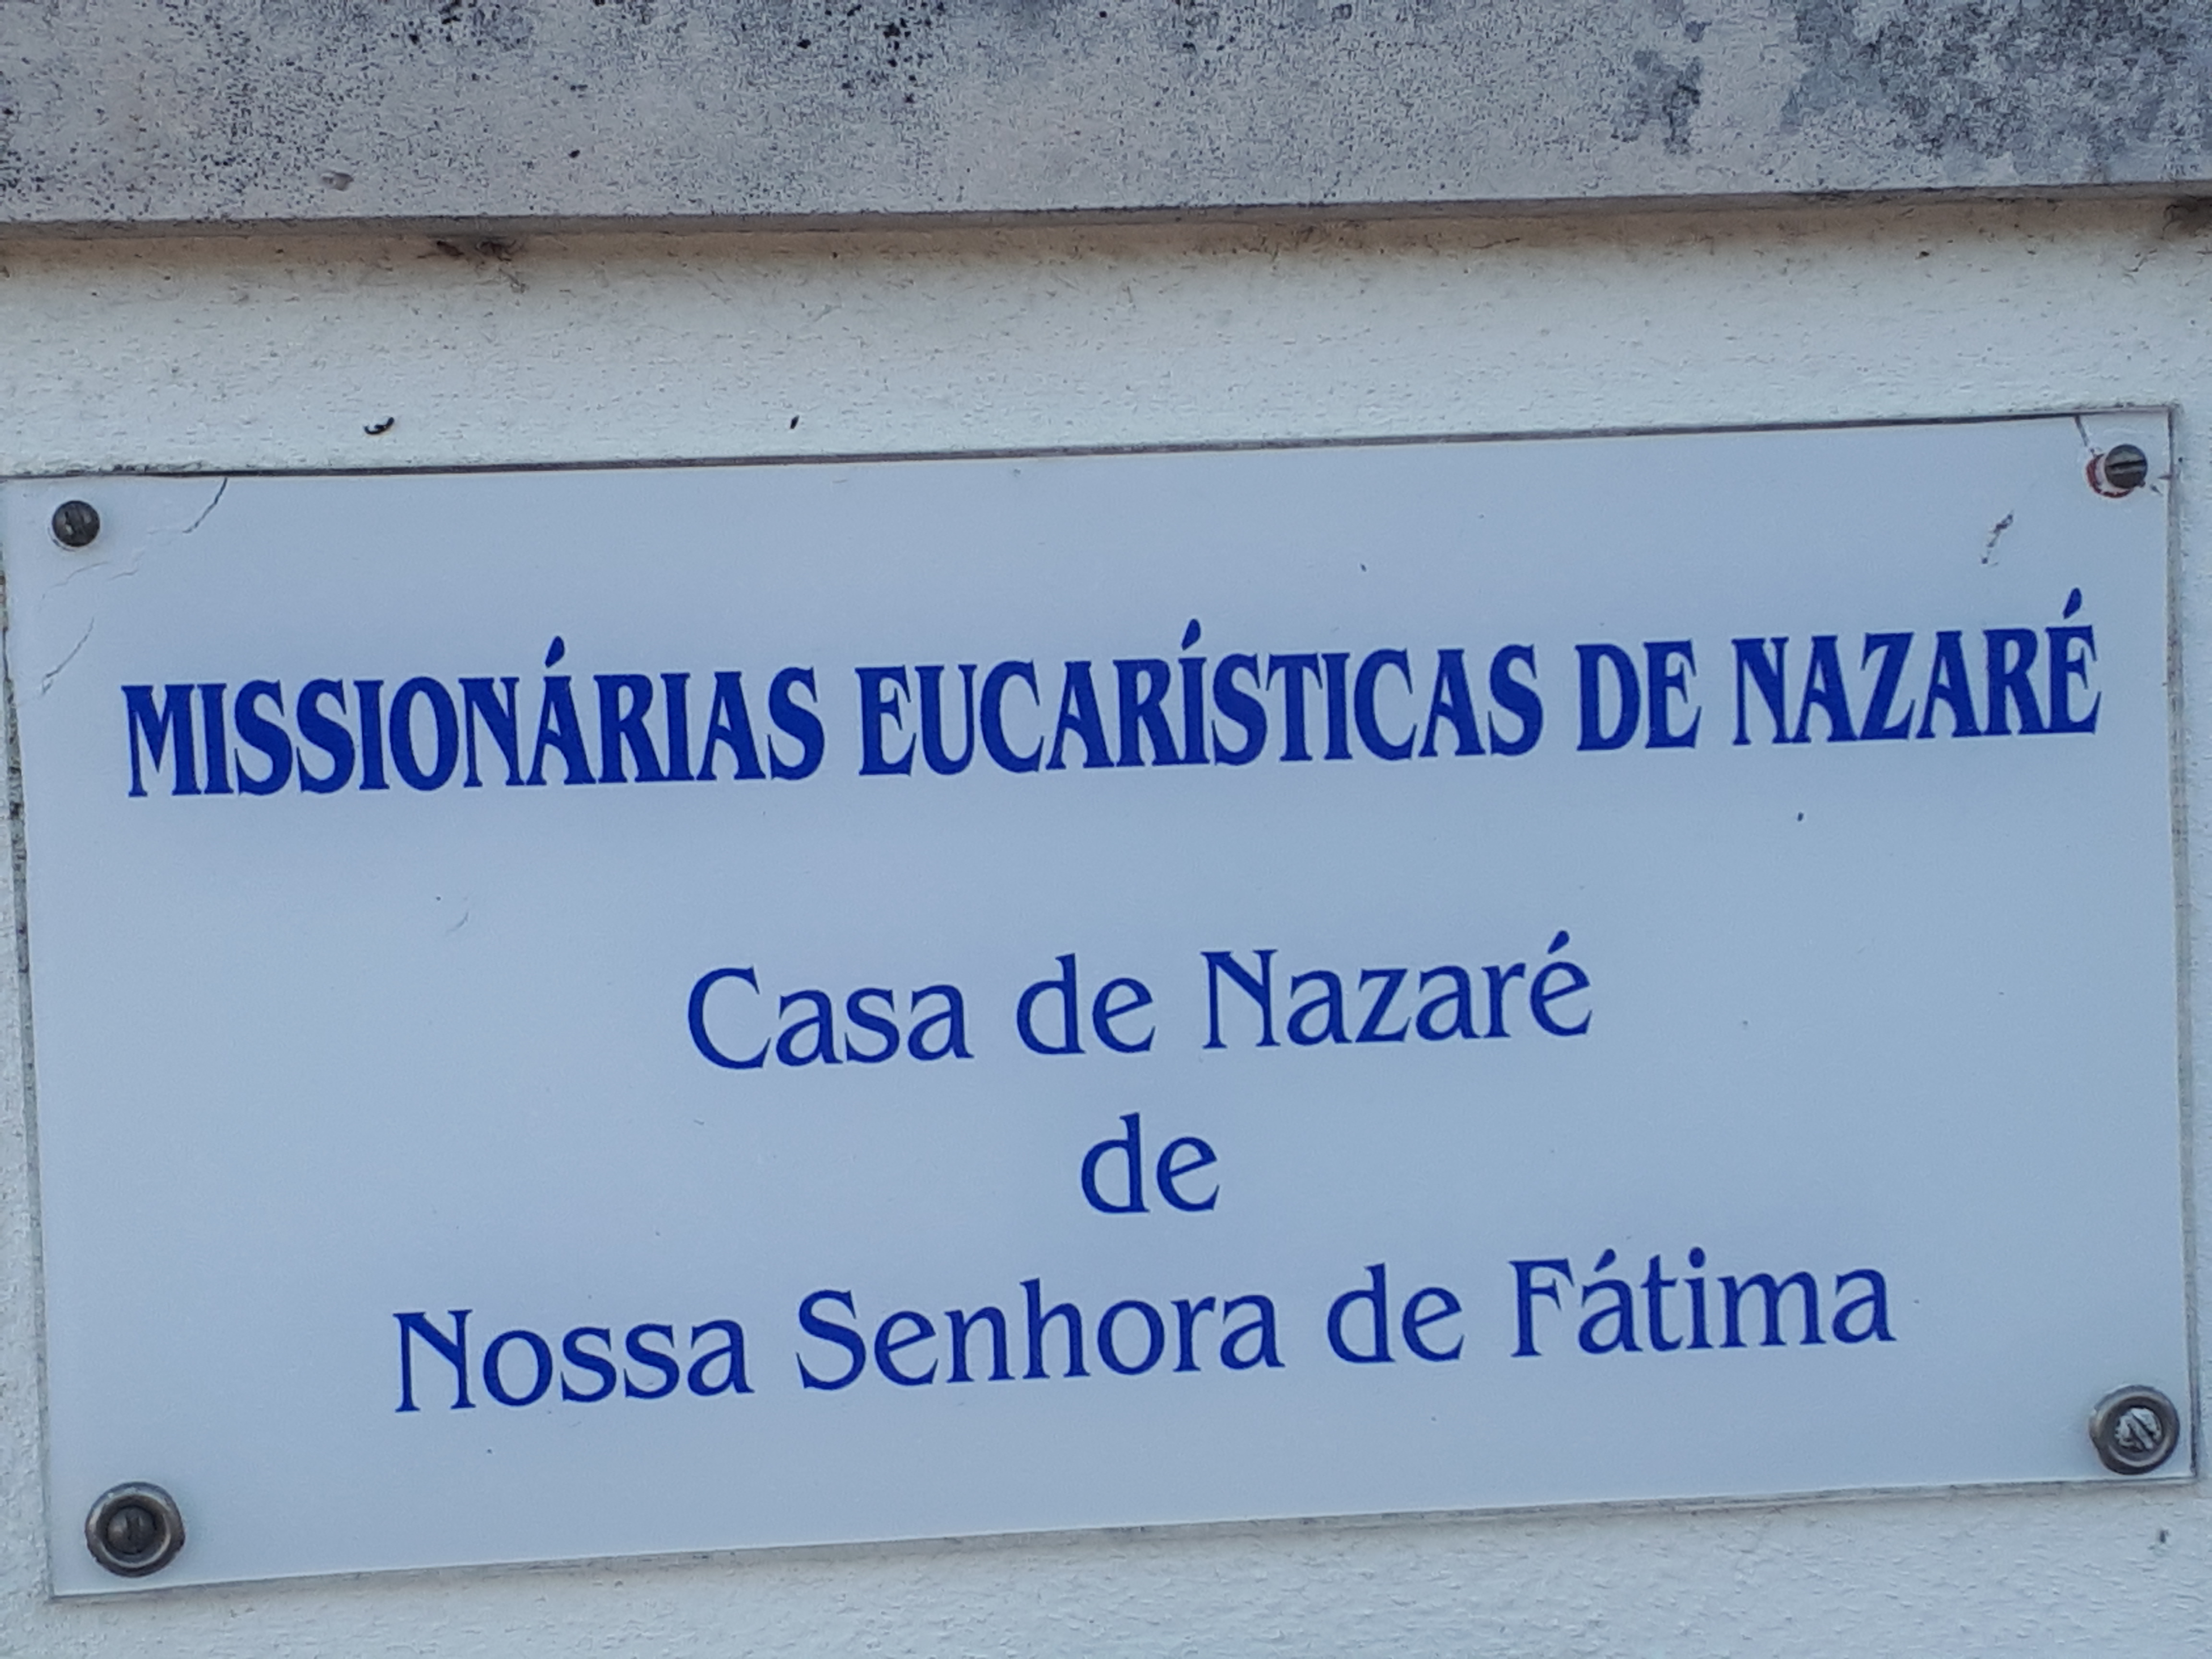 MISSIONÁRIAS EUCARÍSTICAS DE NAZARÉ
Casa de Nazaré
de
Nossa Senhora de Fátima